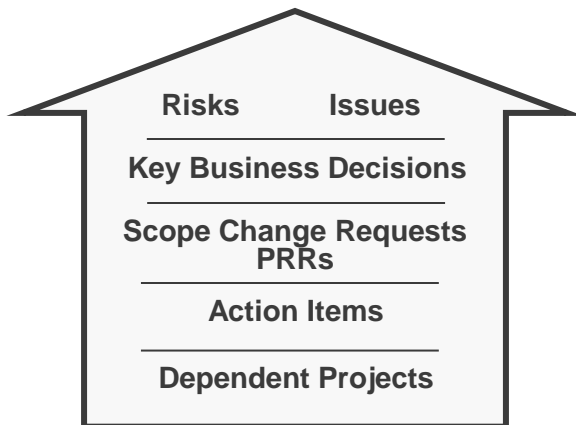 Risks Issues
Key Business Decisions
Scope Change Requests
PRRs
Action Items
Dependent Projects